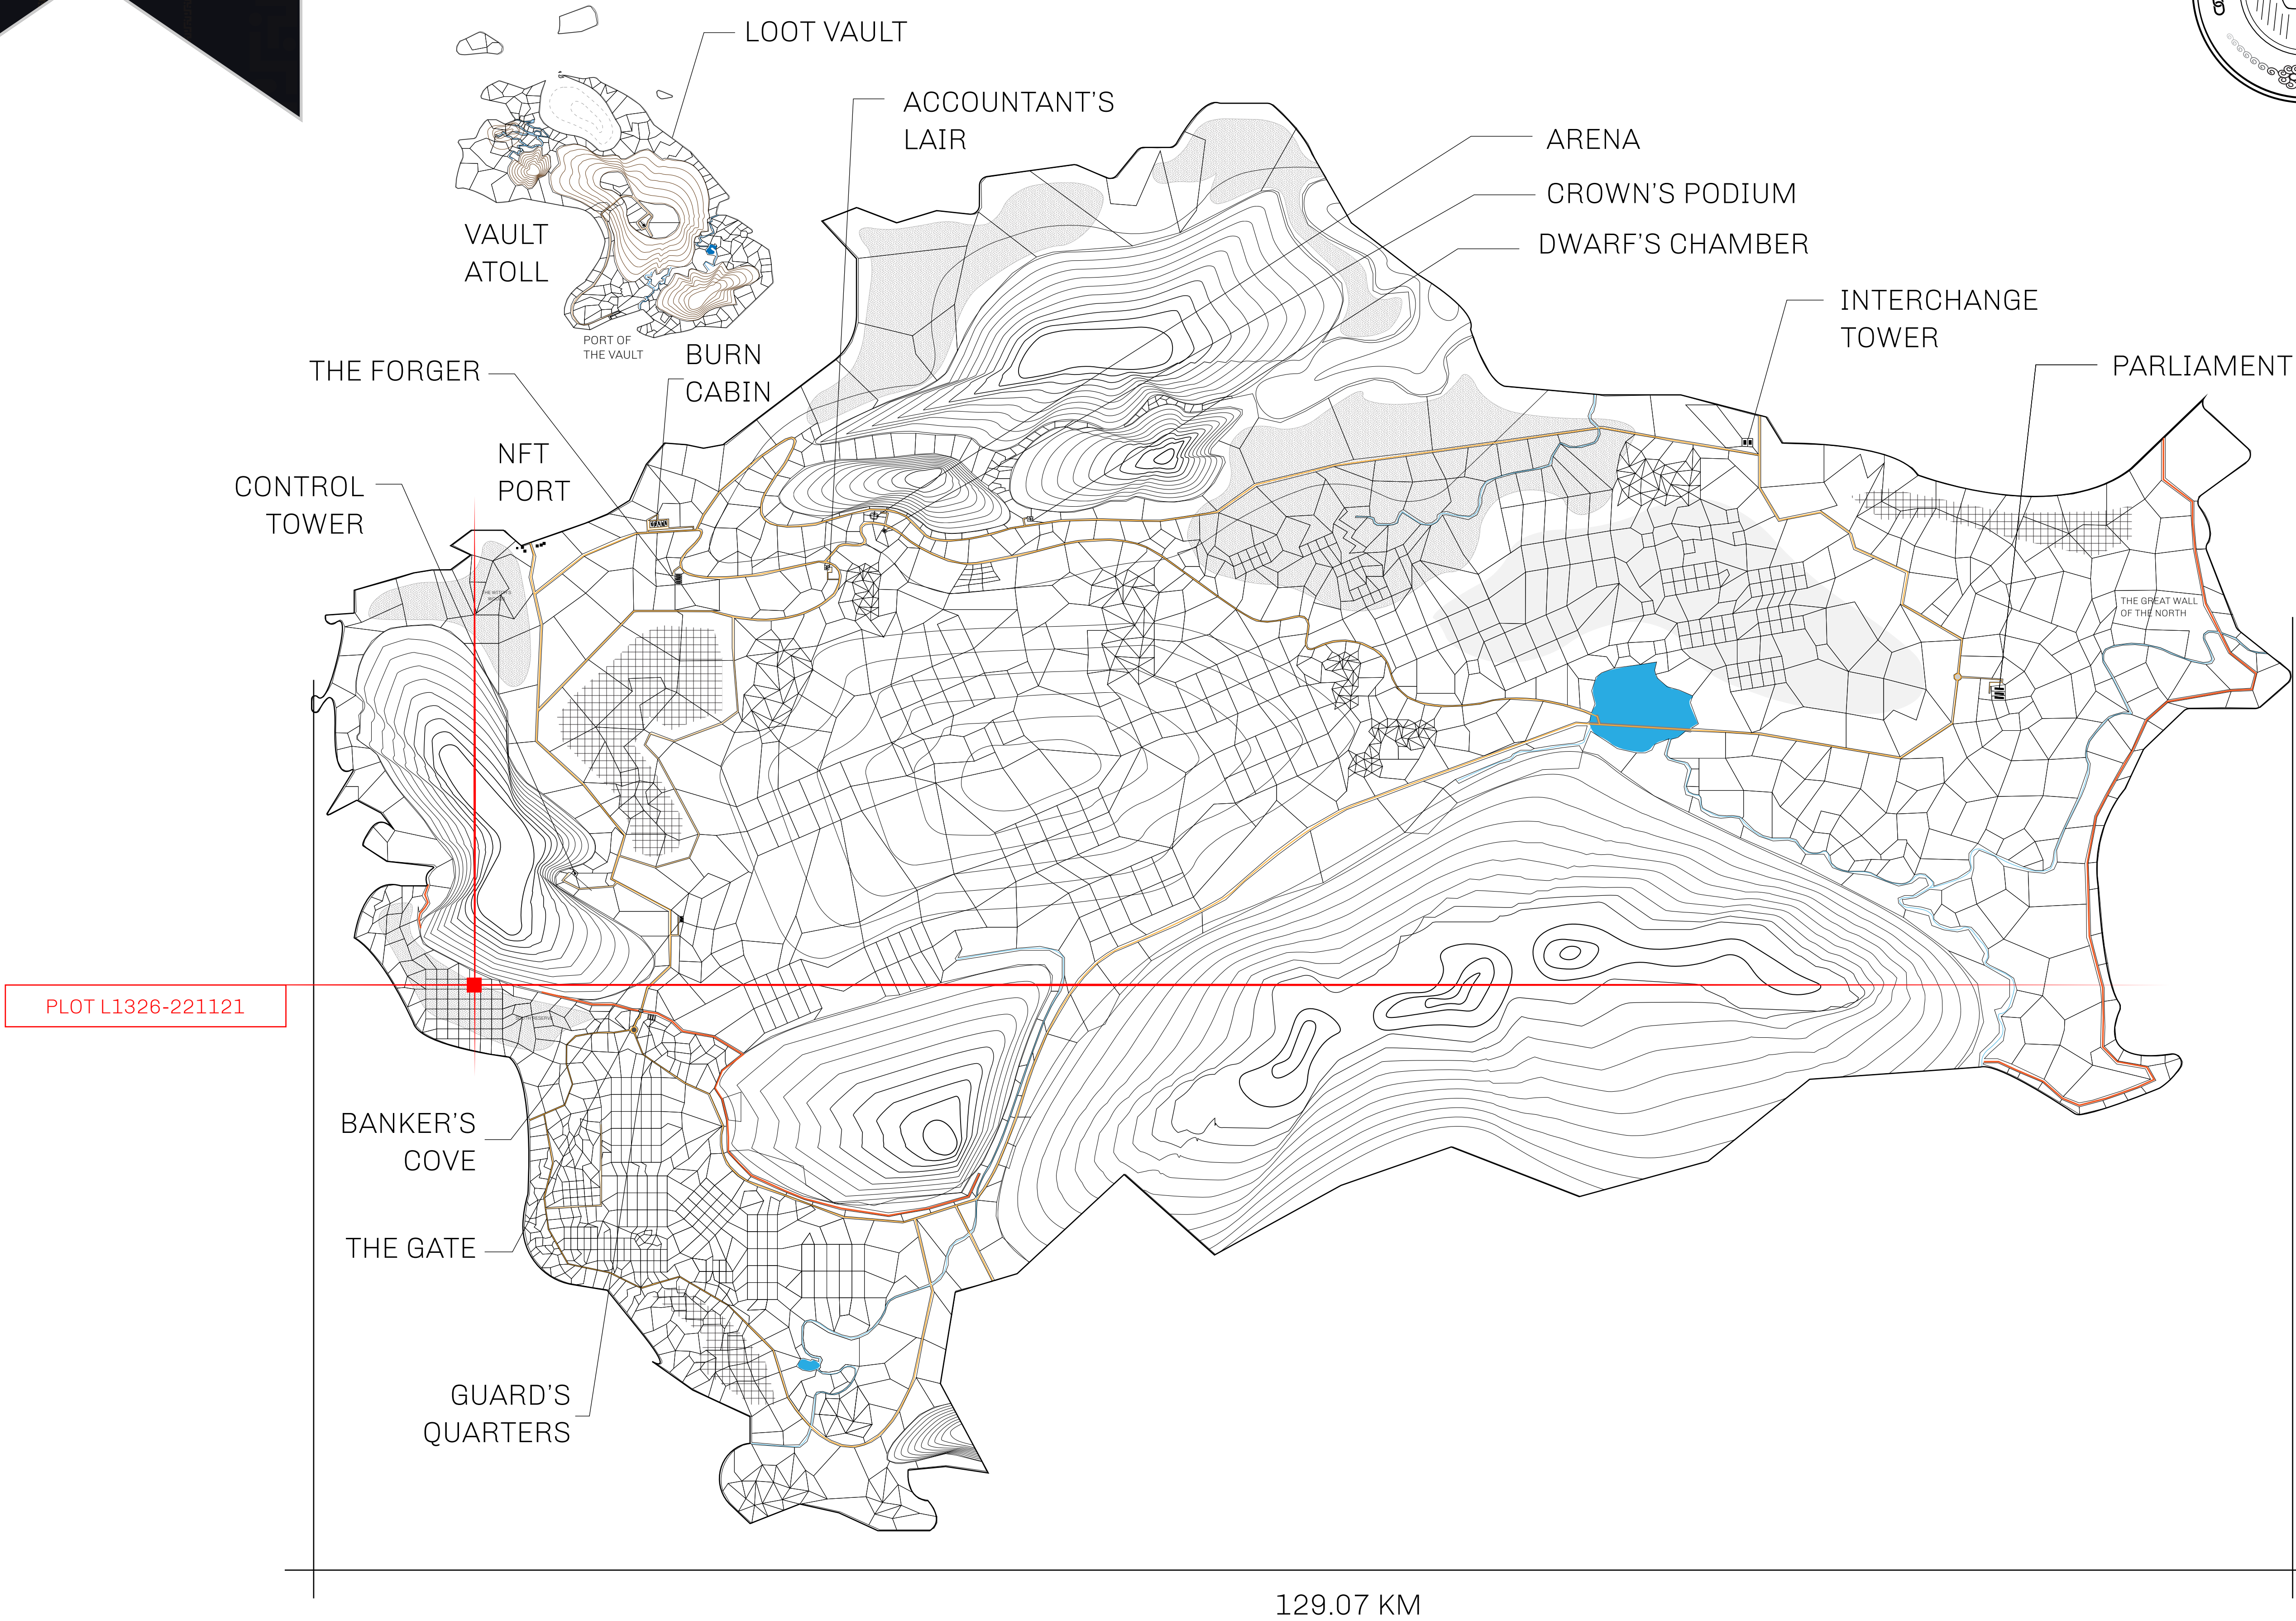 LOOT VAULT
ACCOUNTANT'S
LAIR
ARENA
CROWN'S PODIUM
DWARF'S CHAMBER
VAULT
ATOLL
INTERCHANGE
TOWER
PORT OF
THE VAULT
BURN
CABIN
THE FORGER
PARLIAMENT
NFT
PORT
CONTROL
TOWER
THE WITCH'S
THE GREAT WALL
OF THE NORTH
PLOT L1326-221121
BANKER'S
COVE
THE GATE
GUARD'S
QUARTERS
129.07 KM